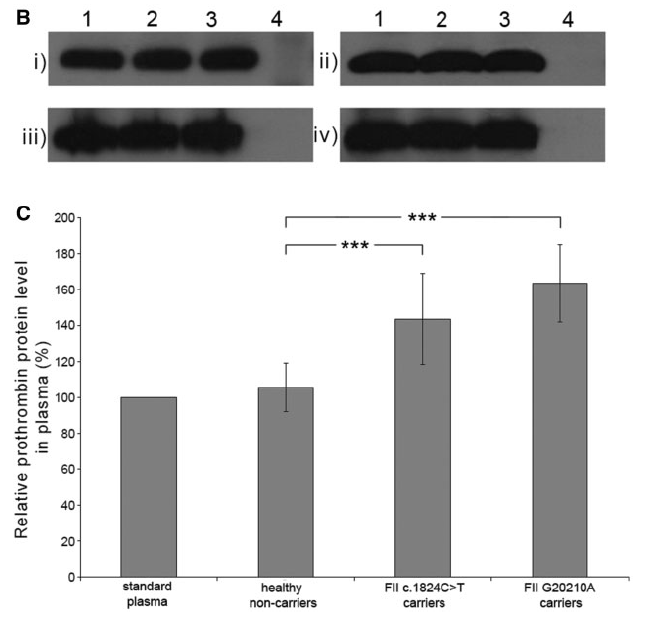 B
1 2 3 4 1 2 3 4
i) ii)
iii) iv)
C
Relative prothrombin protein level
in plasma (%)
200
180
160
140
120
100
80
60
40
20
0
***
***
standard
plasma
healthy
non-carriers
FII c.1824C>T
carriers
FII G20210A
carriers